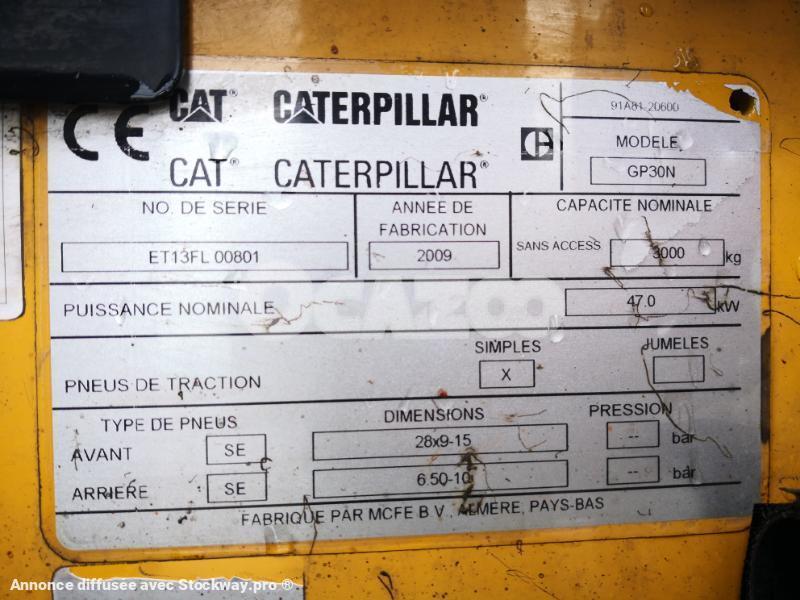 CE CAT® CATERPILLAR®
CAT® CATERPILLAR®
91A81 20600
MODELE
GP30N
NO. DE SERIE
ET13FL 00801
ANNEE DE
FABRICATION
2009
CAPACITE NOMINALE
SANS ACCESS 3000 kg
PUISSANCE NOMINALE 47.0 kW
OCAZOO
PNEUS DE TRACTION
SIMPLES
X
JUMELES
TYPE DE PNEUS DIMENSIONS PRESSION
AVANT SE 28x9-15 -- bar
ARRIERE SE 6.50-10 -- bar
FABRIQUE PAR MCFE B.V., ALMERE, PAYS-BAS
Annonce diffusée avec Stockway.pro ®